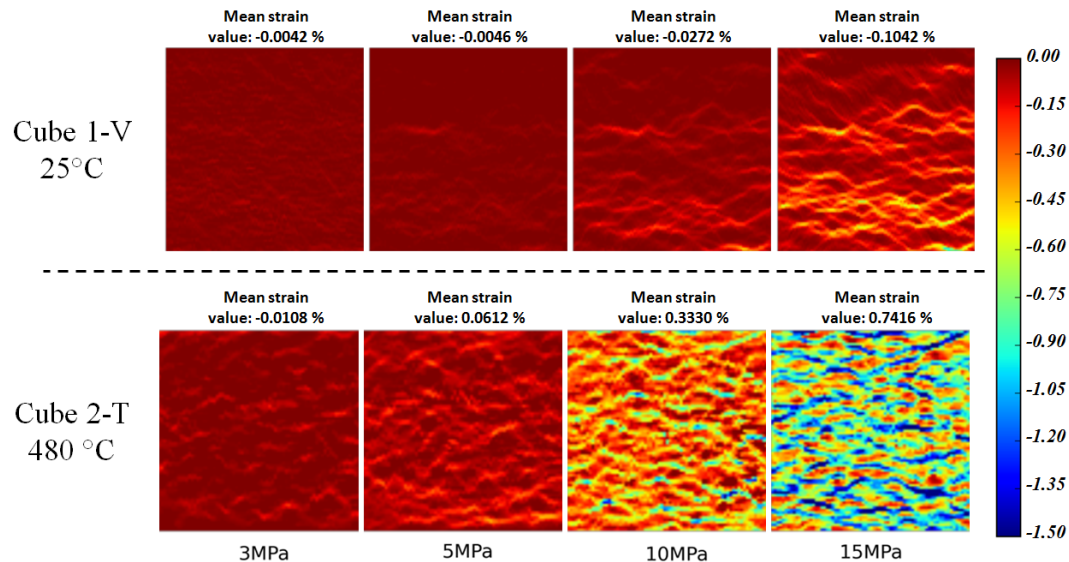 Mean strain
value: -0.0042 %
Mean strain
value: -0.0046 %
Mean strain
value: -0.0272 %
Mean strain
value: -0.1042 %
Cube 1-V
25°C
0.00
-0.15
-0.30
-0.45
-0.60
-0.75
-0.90
-1.05
-1.20
-1.35
-1.50
Mean strain
value: -0.0108 %
Mean strain
value: 0.0612 %
Mean strain
value: 0.3330 %
Mean strain
value: 0.7416 %
Cube 2-T
480 °C
3MPa
5MPa
10MPa
15MPa